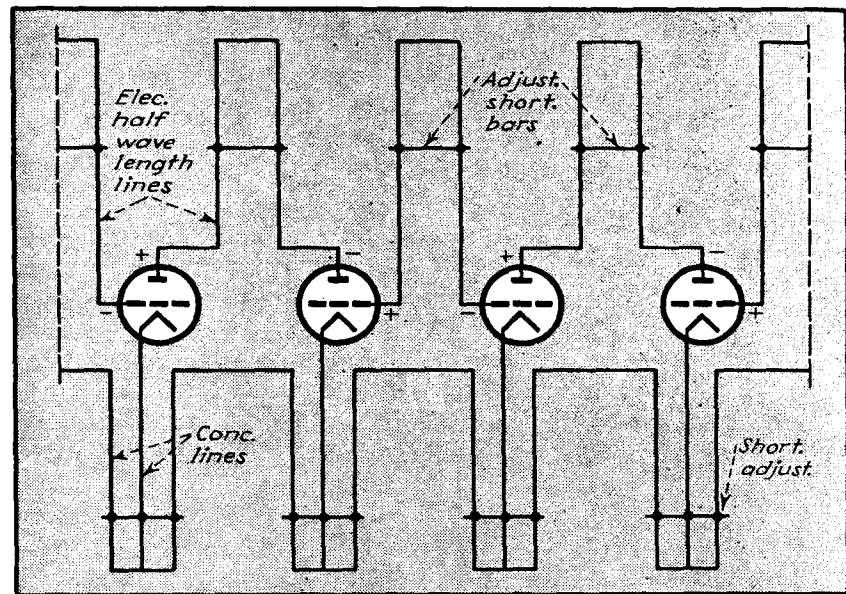 Elec.
half
wave
length
lines
Adjust.
short.
bars
+
-
+
-
-
+
-
+
Conc.
lines
Short.
adjust.